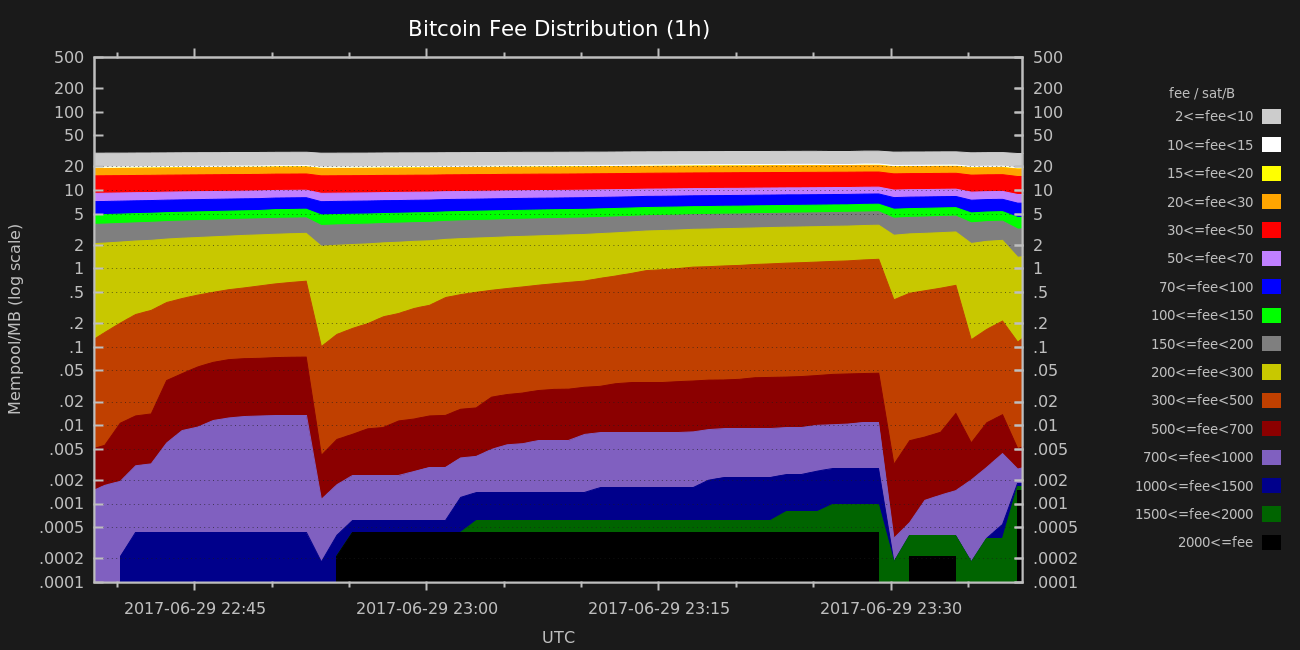 Bitcoin Fee Distribution (1h)
500 500
200 200
100 100
50 50
20 20
10 10
5 5
2 2
1 1
.5 .5
.2 .2
.1 .1
.05 .05
.02 .02
.01 .01
.005 .005
.002 .002
.001 .001
.0005 .0005
.0002 .0002
.0001 .0001
Mempool/MB (log scale)
2017-06-29 22:45 2017-06-29 23:00 2017-06-29 23:15 2017-06-29 23:30
UTC
fee / sat/B
2<=fee<10
10<=fee<15
15<=fee<20
20<=fee<30
30<=fee<50
50<=fee<70
70<=fee<100
100<=fee<150
150<=fee<200
200<=fee<300
300<=fee<500
500<=fee<700
700<=fee<1000
1000<=fee<1500
1500<=fee<2000
2000<=fee